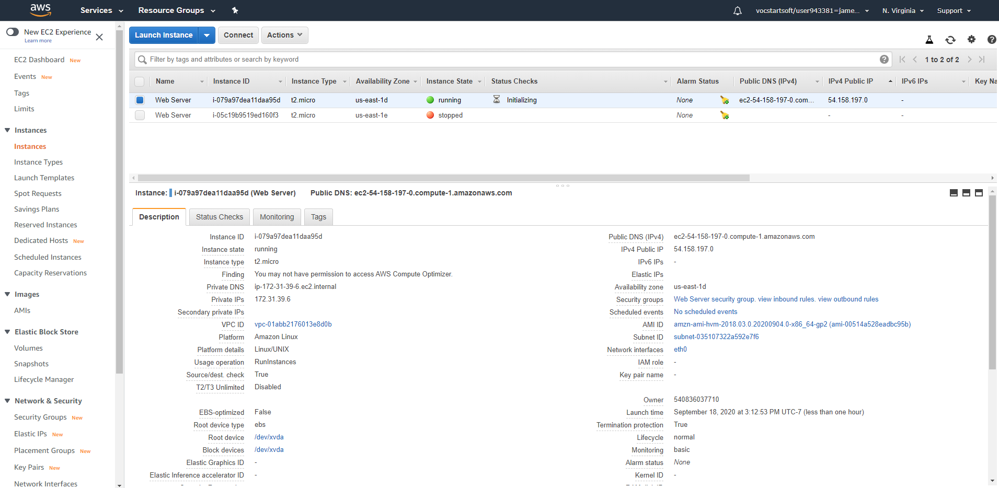 aws Services Resource Groups vocstartsoft/user943381=jame... N. Virginia Support
New EC2 Experience
Learn more
EC2 Dashboard New
Events New
Tags
Limits
Instances
Instances
Instance Types
Launch Templates
Spot Requests
Savings Plans
Reserved Instances
Dedicated Hosts New
Scheduled Instances
Capacity Reservations
Images
AMIs
Elastic Block Store
Volumes
Snapshots
Lifecycle Manager
Network & Security
Security Groups New
Elastic IPs New
Placement Groups New
Key Pairs New
Network Interfaces
Launch Instance Connect Actions
Filter by tags and attributes or search by keyword 1 to 2 of 2
Name Instance ID Instance Type Availability Zone Instance State Status Checks Alarm Status Public DNS (IPv4) IPv4 Public IP IPv6 IPs Key Na
Web Server i-079a97dea11daa95d t2.micro us-east-1d running Initializing None ec2-54-158-197-0.com... 54.158.197.0 -
Web Server i-05c19b9519ed160f3 t2.micro us-east-1e stopped None - -
Instance: i-079a97dea11daa95d (Web Server) Public DNS: ec2-54-158-197-0.compute-1.amazonaws.com
Description Status Checks Monitoring Tags
Instance ID i-079a97dea11daa95d
Instance state running
Instance type t2.micro
Finding You may not have permission to access AWS Compute Optimizer.
Private DNS ip-172-31-39-6.ec2.internal
Private IPs 172.31.39.6
Secondary private IPs
VPC ID vpc-01abb2176013e8d0b
Platform Amazon Linux
Platform details Linux/UNIX
Usage operation RunInstances
Source/dest. check True
T2/T3 Unlimited Disabled
EBS-optimized False
Root device type ebs
Root device /dev/xvda
Block devices /dev/xvda
Elastic Graphics ID -
Elastic Inference accelerator ID -
Public DNS (IPv4) ec2-54-158-197-0.compute-1.amazonaws.com
IPv4 Public IP 54.158.197.0
IPv6 IPs -
Elastic IPs
Availability zone us-east-1d
Security groups Web Server security group. view inbound rules. view outbound rules
Scheduled events No scheduled events
AMI ID amzn-ami-hvm-2018.03.0.20200904.0-x86_64-gp2 (ami-00514a528eadbc95b)
Subnet ID subnet-035107322a592e7f6
Network interfaces eth0
IAM role -
Key pair name -
Owner 540836037710
Launch time September 18, 2020 at 3:12:53 PM UTC-7 (less than one hour)
Termination protection True
Lifecycle normal
Monitoring basic
Alarm status None
Kernel ID -